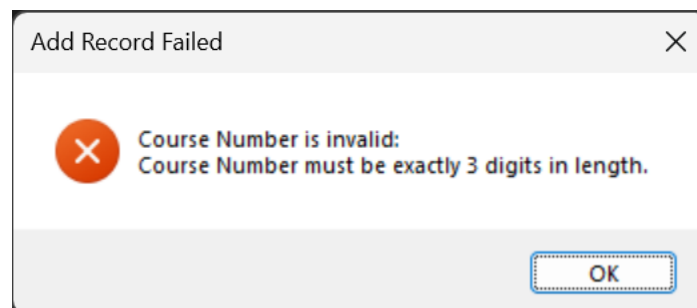 Add Record Failed
Course Number is invalid:
Course Number must be exactly 3 digits in length.
OK